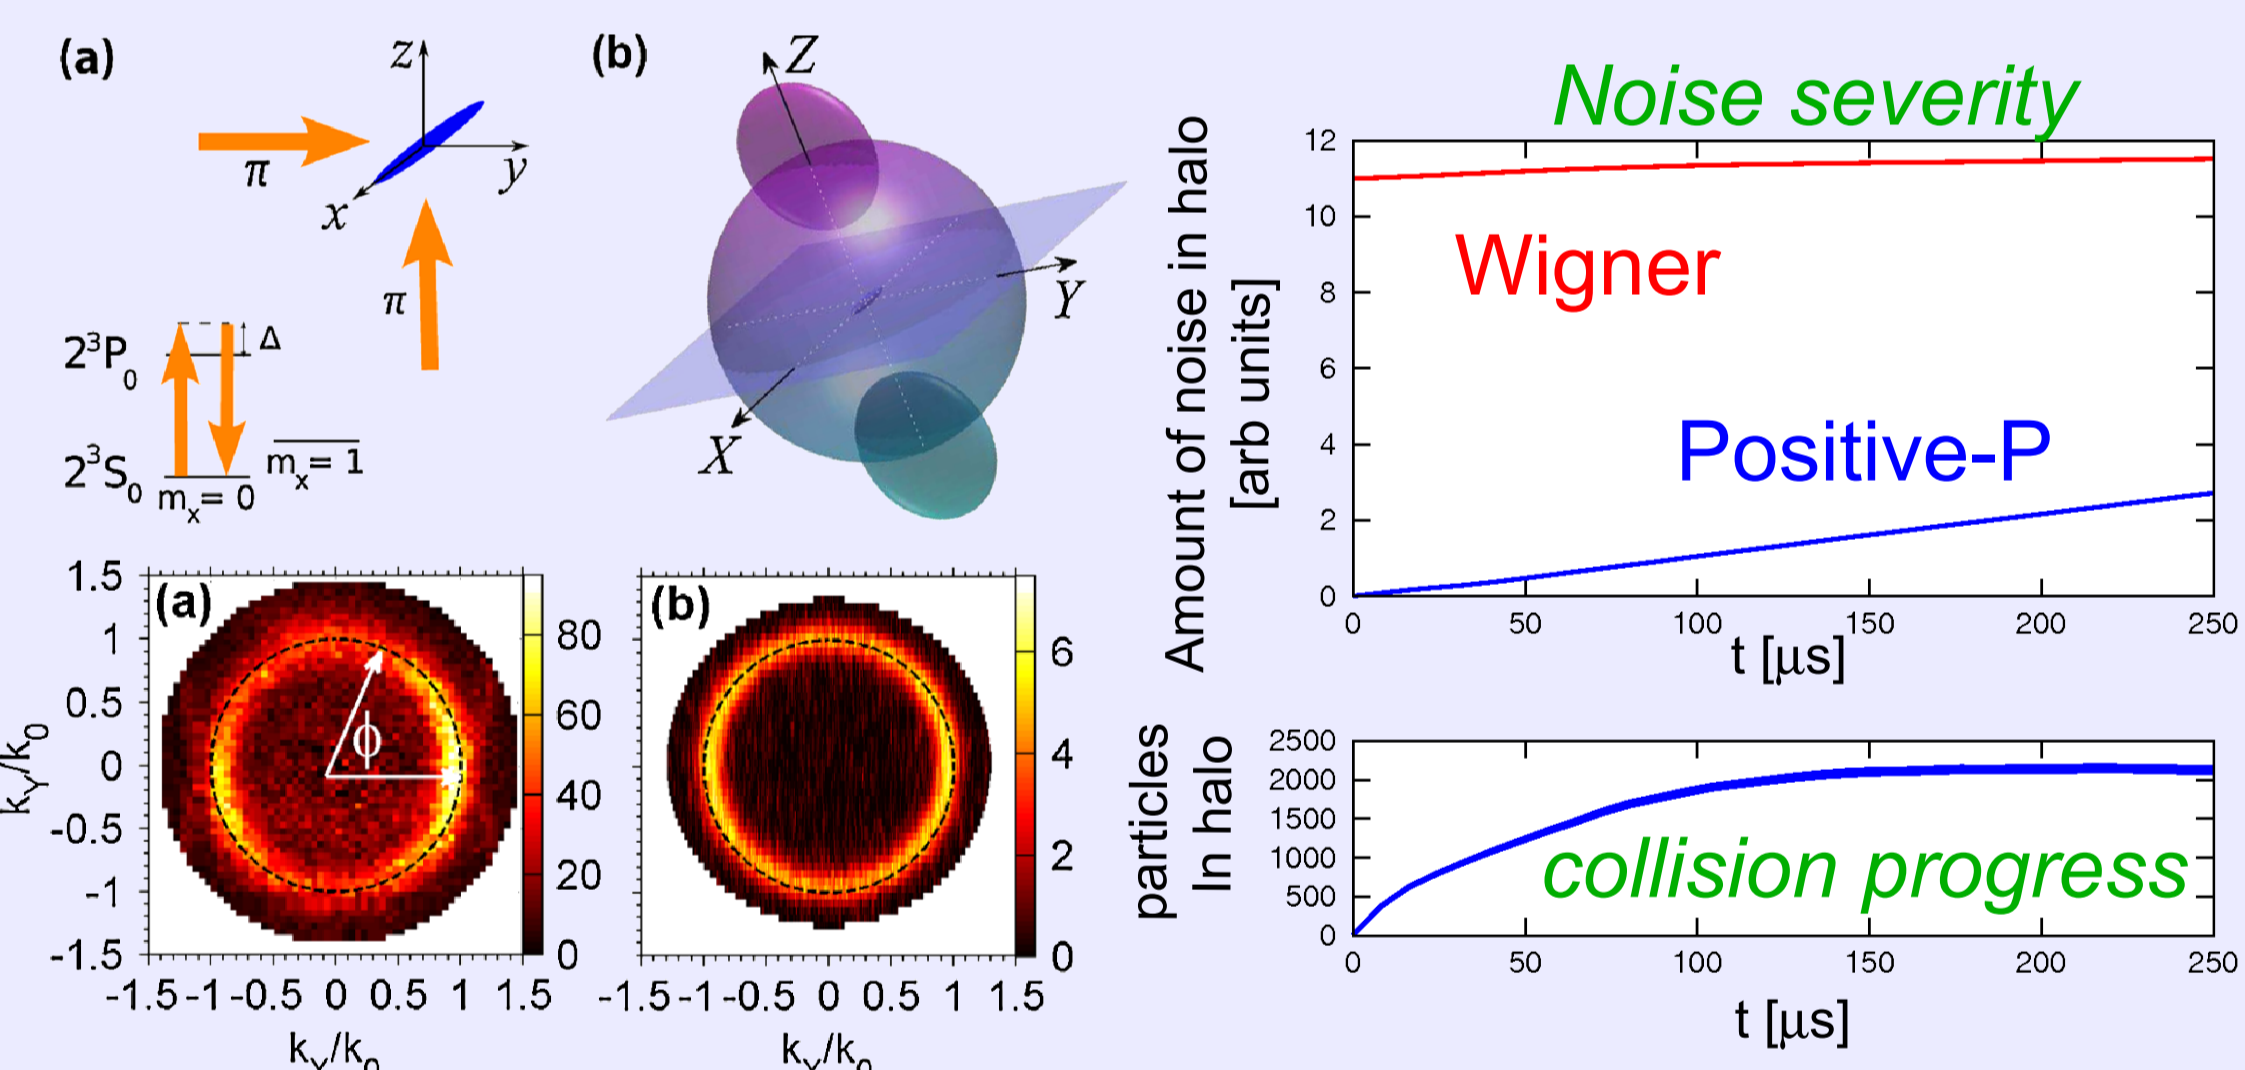 (a)
z
π
y
x
π
2³P₀
Δ
2³S₀
mₓ= 0
mₓ= 1
(b)
Z
Y
X
Noise severity
Amount of noise in halo
[arb units]
12
10
8
6
4
2
0
Wigner
Positive-P
0 50 100 150 200 250
t [μs]
(a)
1.5
1
0.5
0
-0.5
-1
-1.5
k_Y/k₀
ϕ
80
60
40
20
0
-1.5 -1 -0.5 0 0.5 1 1.5
k_X/k₀
(b)
6
4
2
0
-1.5 -1 -0.5 0 0.5 1 1.5
k_X/k₀
particles
In halo
2500
2000
1500
1000
500
0
collision progress
0 50 100 150 200 250
t [μs]